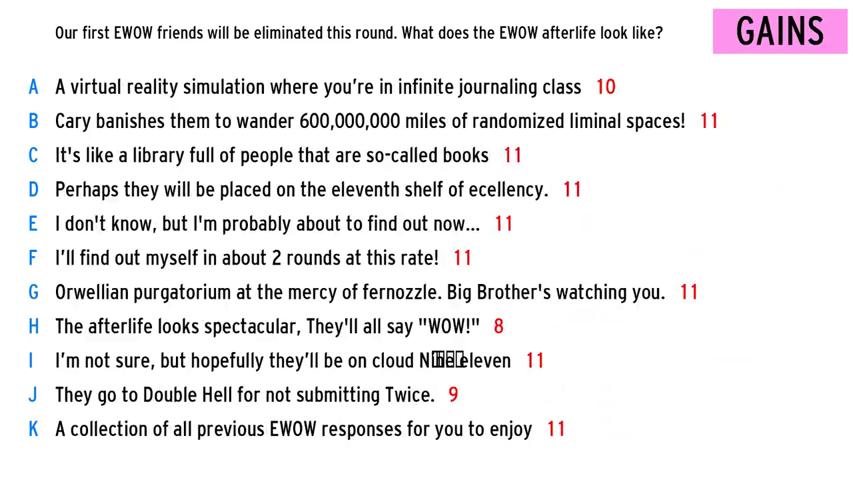 Our first EWOW friends will be eliminated this round. What does the EWOW afterlife look like?
GAINS
A A virtual reality simulation where you're in infinite journaling class 10
B Cary banishes them to wander 600,000,000 miles of randomized liminal spaces! 11
C It's like a library full of people that are so-called books 11
D Perhaps they will be placed on the eleventh shelf of ecellency. 11
E I don't know, but I'm probably about to find out now... 11
F I'll find out myself in about 2 rounds at this rate! 11
G Orwellian purgatorium at the mercy of fernozzle. Big Brother's watching you. 11
H The afterlife looks spectacular, They'll all say "WOW!" 8
I I'm not sure, but hopefully they'll be on cloud eleven 11
J They go to Double Hell for not submitting Twice. 9
K A collection of all previous EWOW responses for you to enjoy 11